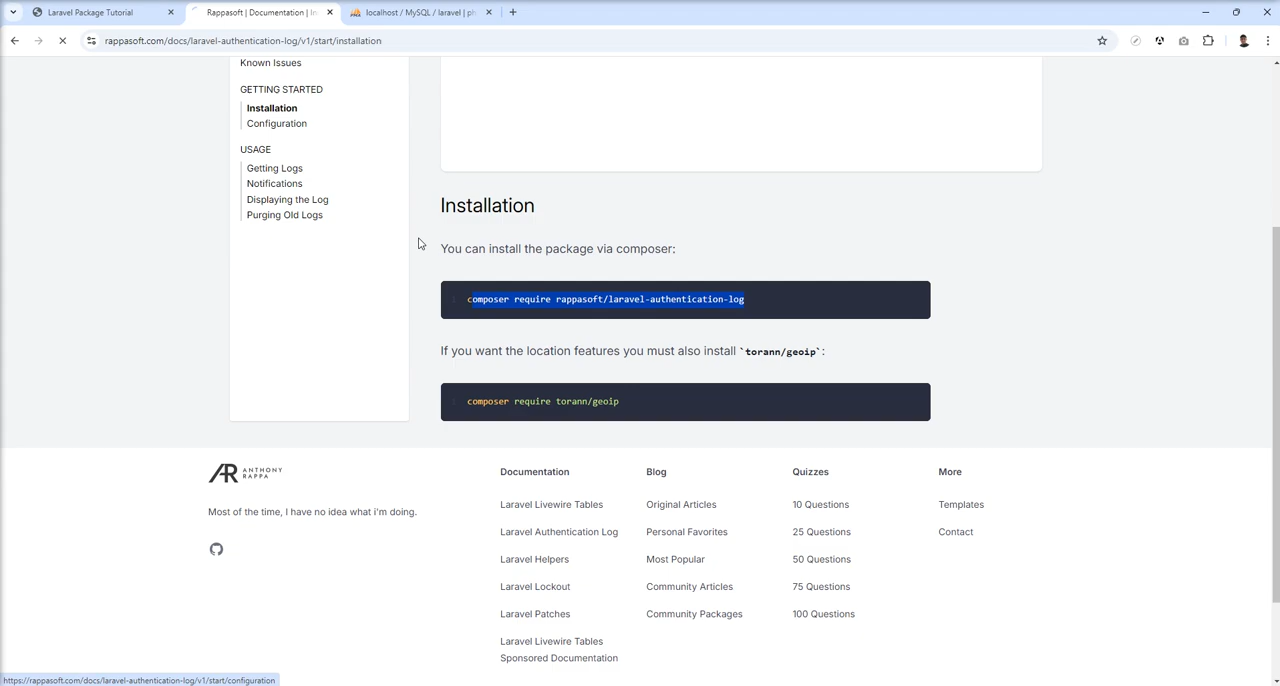 Laravel Package Tutorial
Rappasoft | Documentation | In
localhost / MySQL / laravel | ph
rappasoft.com/docs/laravel-authentication-log/v1/start/installation
Known Issues
GETTING STARTED
Installation
Configuration
USAGE
Getting Logs
Notifications
Displaying the Log
Purging Old Logs
Installation
You can install the package via composer:
1 composer require rappasoft/laravel-authentication-log
If you want the location features you must also install `torann/geoip`:
1 composer require torann/geoip
AR ANTHONY
RAPPA
Most of the time, I have no idea what i'm doing.
Documentation
Laravel Livewire Tables
Laravel Authentication Log
Laravel Helpers
Laravel Lockout
Laravel Patches
Laravel Livewire Tables
Sponsored Documentation
Blog
Original Articles
Personal Favorites
Most Popular
Community Articles
Community Packages
Quizzes
10 Questions
25 Questions
50 Questions
75 Questions
100 Questions
More
Templates
Contact
https://rappasoft.com/docs/laravel-authentication-log/v1/start/configuration